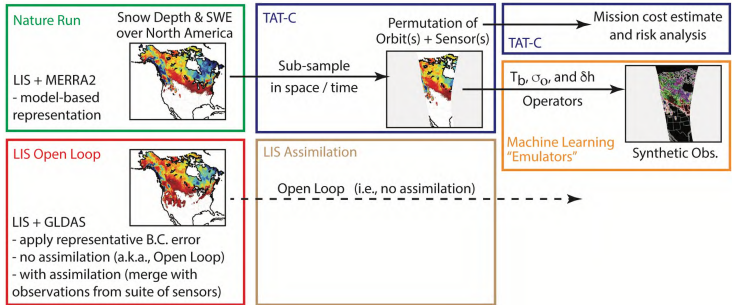 Nature Run
Snow Depth & SWE
over North America
LIS + MERRA2
- model-based
representation
TAT-C
Permutation of
Orbit(s) + Sensor(s)
Sub-sample
in space / time
Mission cost estimate
and risk analysis
TAT-C
Tb, σo, and δh
Operators
Machine Learning
"Emulators"
Synthetic Obs.
LIS Open Loop
LIS + GLDAS
- apply representative B.C. error
- no assimilation (a.k.a., Open Loop)
- with assimilation (merge with
observations from suite of sensors)
LIS Assimilation
Open Loop (i.e., no assimilation)